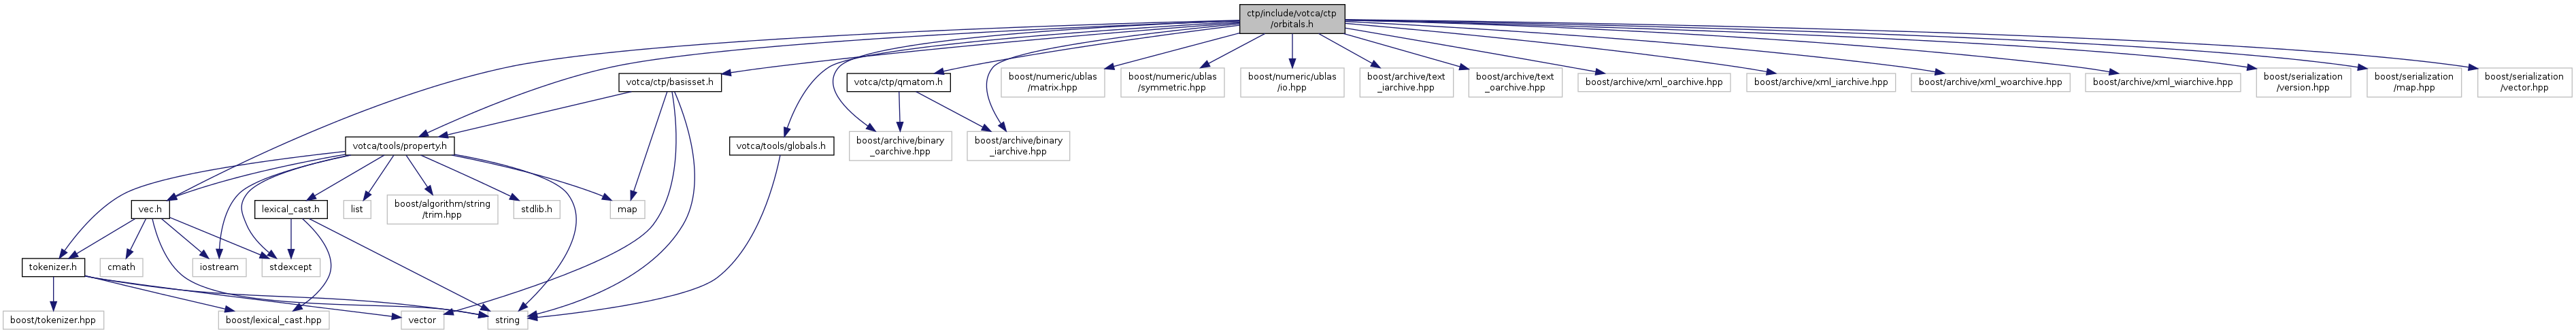 ctp/include/votca/ctp
/orbitals.h
votca/ctp/basisset.h
votca/ctp/qmatom.h
boost/numeric/ublas
/matrix.hpp
boost/numeric/ublas
/symmetric.hpp
boost/numeric/ublas
/io.hpp
boost/archive/text
_iarchive.hpp
boost/archive/text
_oarchive.hpp
boost/archive/xml_oarchive.hpp
boost/archive/xml_iarchive.hpp
boost/archive/xml_woarchive.hpp
boost/archive/xml_wiarchive.hpp
boost/serialization
/version.hpp
boost/serialization
/map.hpp
boost/serialization
/vector.hpp
votca/tools/property.h
votca/tools/globals.h
boost/archive/binary
_oarchive.hpp
boost/archive/binary
_iarchive.hpp
vec.h
lexical_cast.h
list
boost/algorithm/string
/trim.hpp
stdlib.h
map
tokenizer.h
cmath
iostream
stdexcept
boost/tokenizer.hpp
boost/lexical_cast.hpp
vector
string